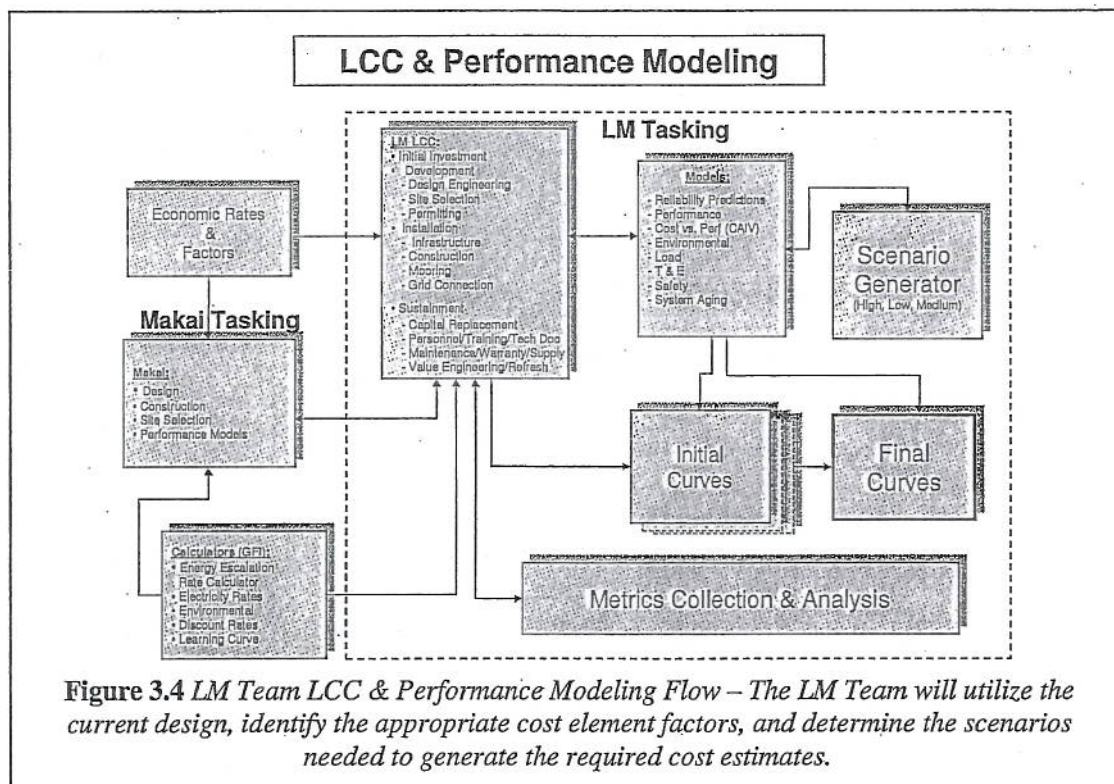 LCC & Performance Modeling
LM Tasking
Economic Rates
&
Factors
Makai Tasking
Makai:
• Design
• Construction
• Site Selection
• Performance Models
Calculators (GFI):
• Energy Escalation
Rate Calculator
• Electricity Rates
• Environmental
• Discount Rates
• Learning Curve
LM LCC:
• Initial Investment
• Development
- Design Engineering
- Site Selection
- Permitting
• Installation
- Infrastructure
- Construction
- Mooring
- Grid Connection
• Sustainment
- Capital Replacement
- Personnel/Training/Tech Doc
- Maintenance/Warranty/Supply
- Value Engineering/Refresh
Models:
- Reliability Predictions
- Performance
- Cost vs. Perf (CAIV)
- Environmental
- Load
- T & E
- Safety
- System Aging
Scenario
Generator
(High, Low, Medium)
Initial
Curves
Final
Curves
Metrics Collection & Analysis
Figure 3.4 LM Team LCC & Performance Modeling Flow – The LM Team will utilize the
current design, identify the appropriate cost element factors, and determine the scenarios
needed to generate the required cost estimates.